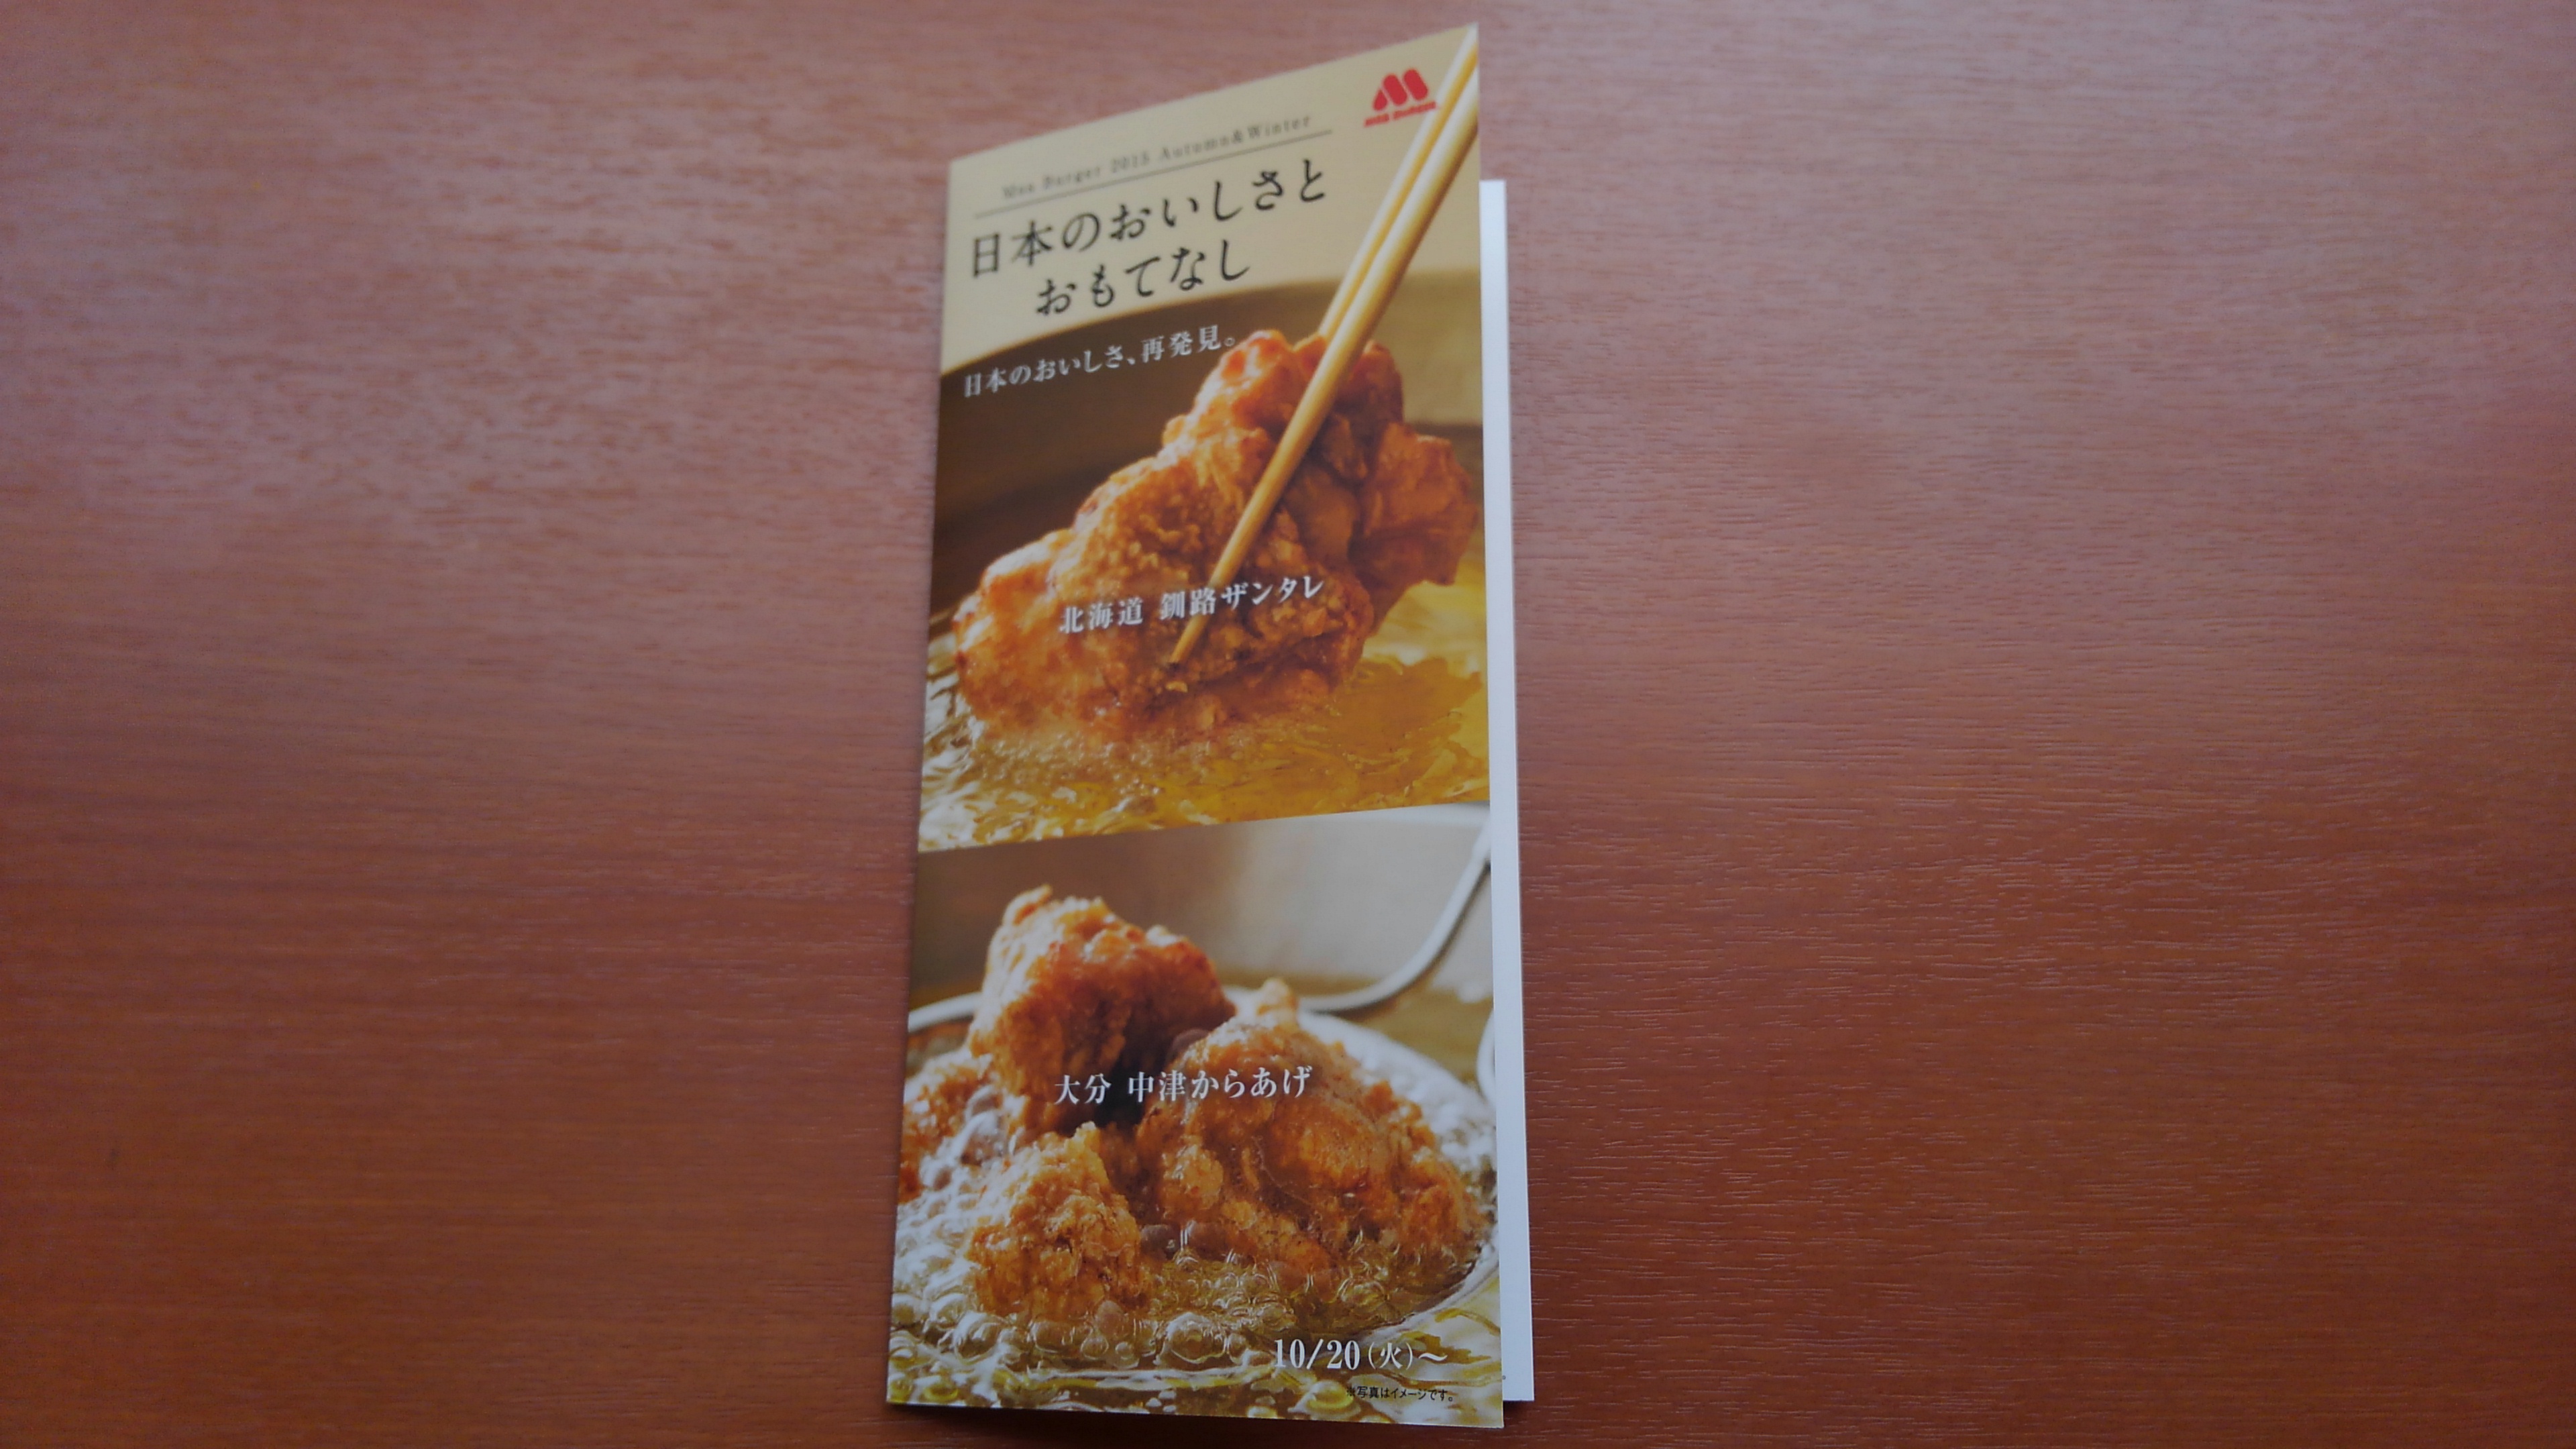 MOS BURGER
Mos Burger 2015 Autumn&Winter
日本のおいしさと
おもてなし
日本のおいしさ、再発見。
北海道 釧路ザンタレ
大分 中津からあげ
10/20(火)〜
※写真はイメージです。